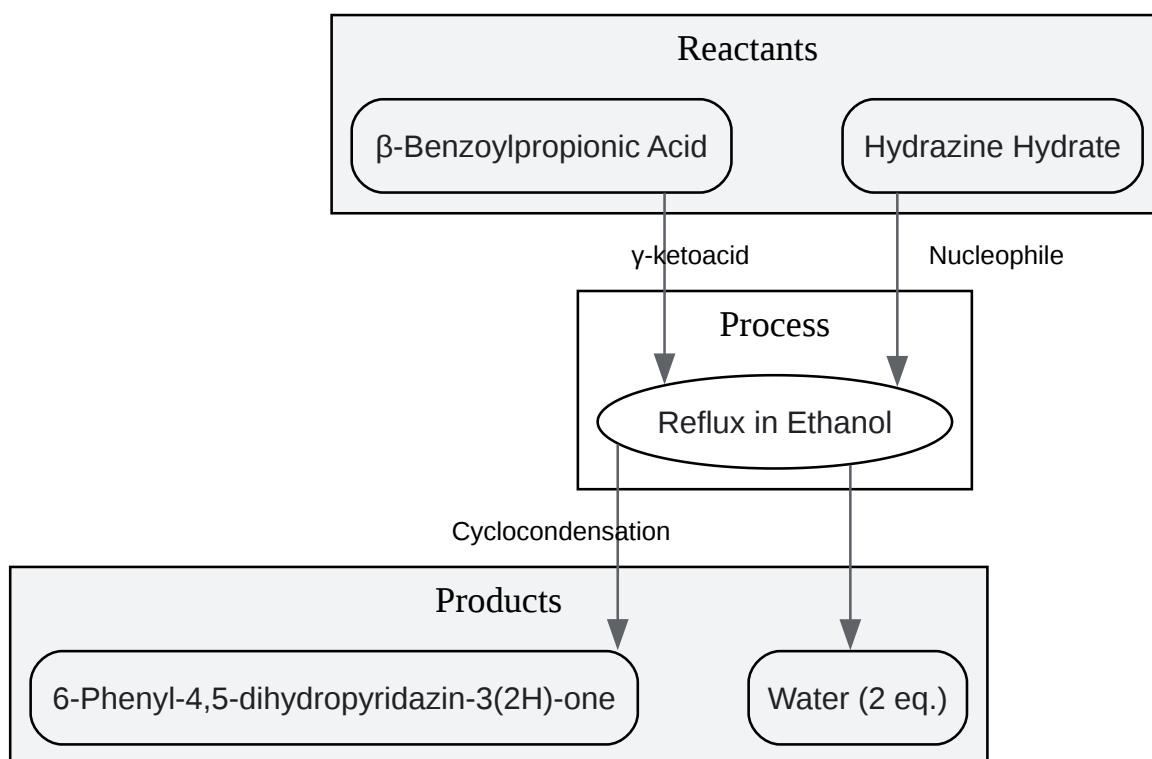 Reactants
β-Benzoylpropionic Acid
Hydrazine Hydrate
γ-ketoacid
Nucleophile
Process
Reflux in Ethanol
Cyclocondensation
Products
6-Phenyl-4,5-dihydropyridazin-3(2H)-one
Water (2 eq.)